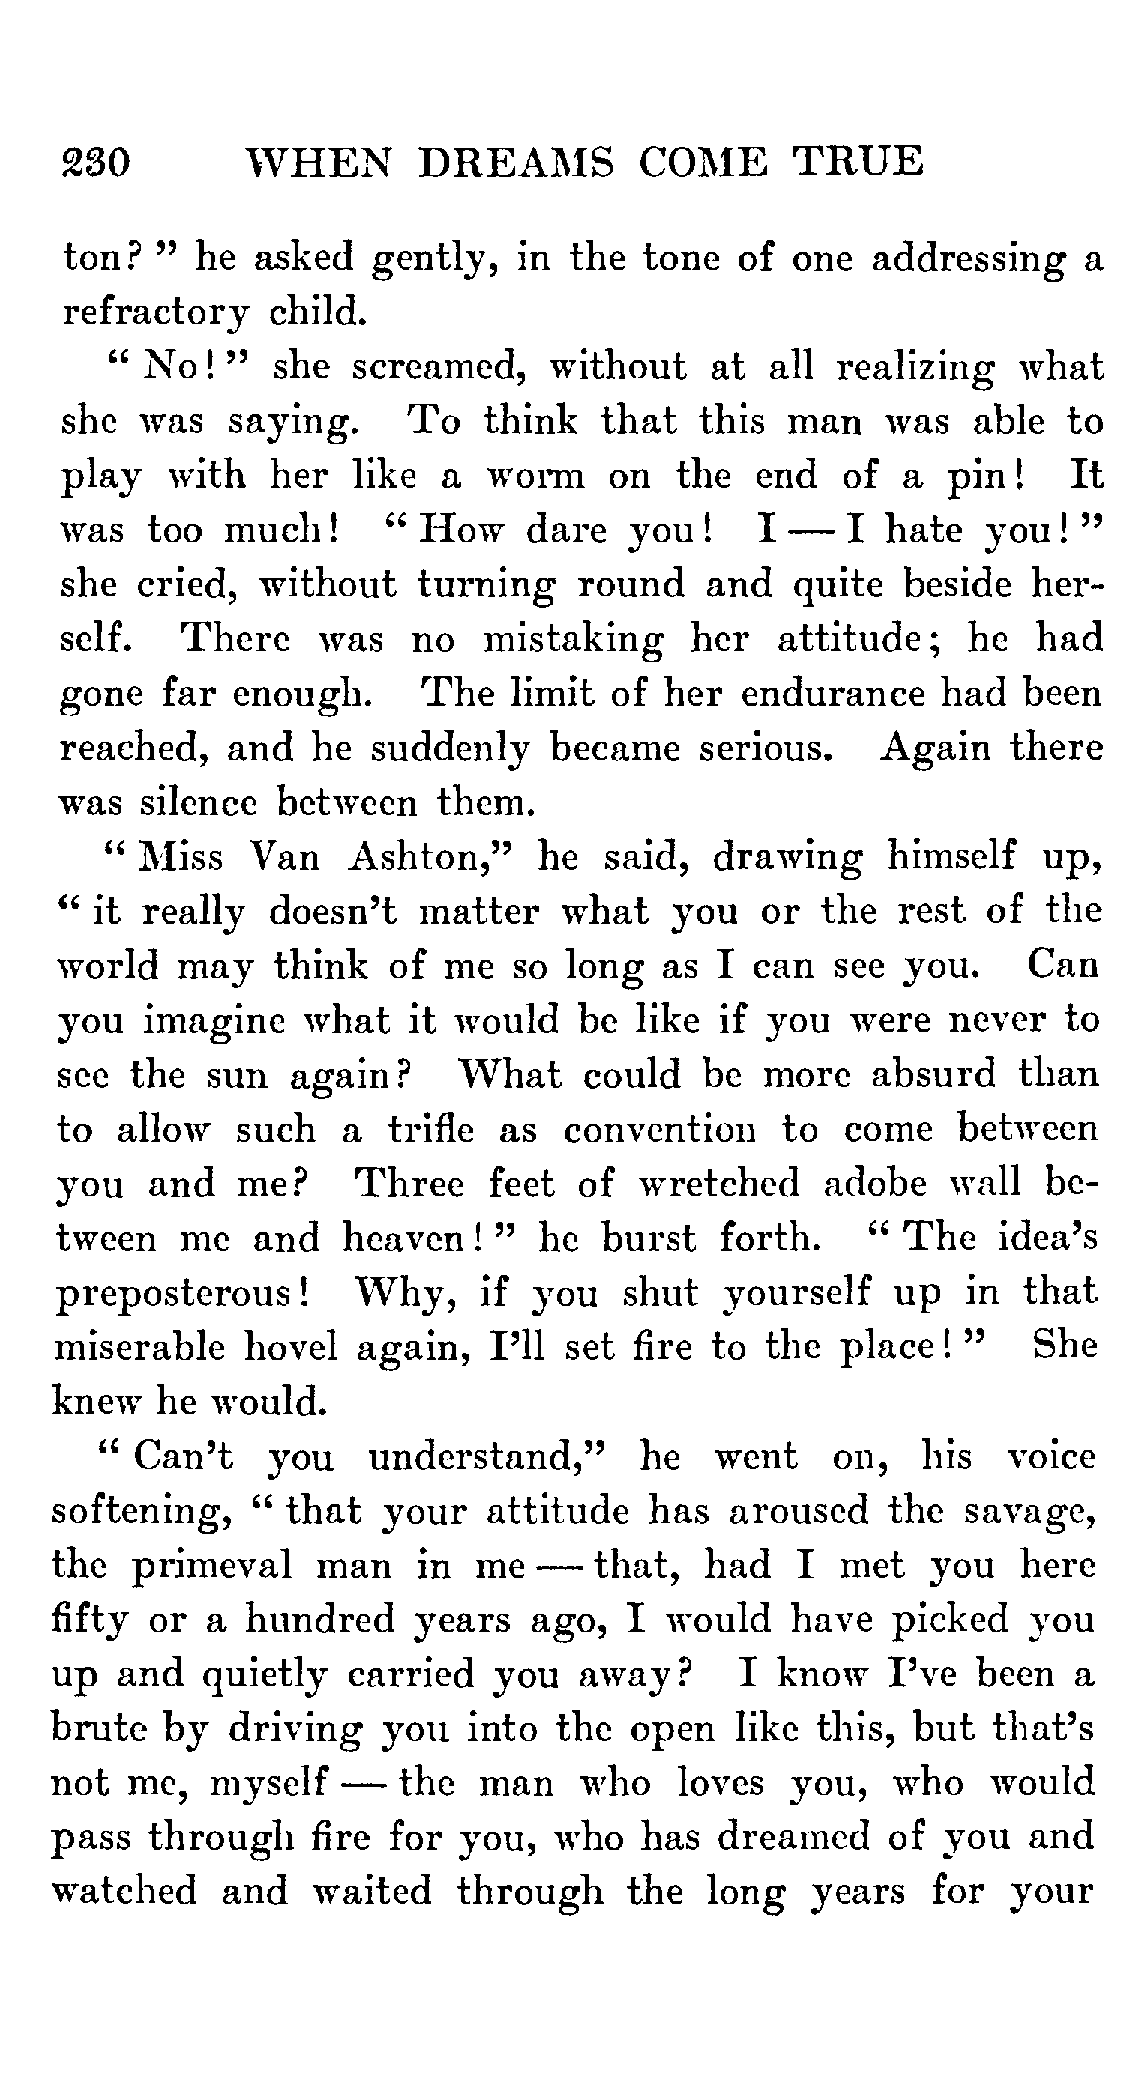 230 WHEN DREAMS COME TRUE
ton?" he asked gently, in the tone of one addressing a
refractory child.
"No!" she screamed, without at all realizing what
she was saying. To think that this man was able to
play with her like a worm on the end of a pin! It
was too much! "How dare you! I — I hate you!"
she cried, without turning round and quite beside her-
self. There was no mistaking her attitude; he had
gone far enough. The limit of her endurance had been
reached, and he suddenly became serious. Again there
was silence between them.
"Miss Van Ashton," he said, drawing himself up,
"it really doesn't matter what you or the rest of the
world may think of me so long as I can see you. Can
you imagine what it would be like if you were never to
see the sun again? What could be more absurd than
to allow such a trifle as convention to come between
you and me? Three feet of wretched adobe wall be-
tween me and heaven!" he burst forth. "The idea's
preposterous! Why, if you shut yourself up in that
miserable hovel again, I'll set fire to the place!" She
knew he would.
"Can't you understand," he went on, his voice
softening, "that your attitude has aroused the savage,
the primeval man in me — that, had I met you here
fifty or a hundred years ago, I would have picked you
up and quietly carried you away? I know I've been a
brute by driving you into the open like this, but that's
not me, myself — the man who loves you, who would
pass through fire for you, who has dreamed of you and
watched and waited through the long years for your